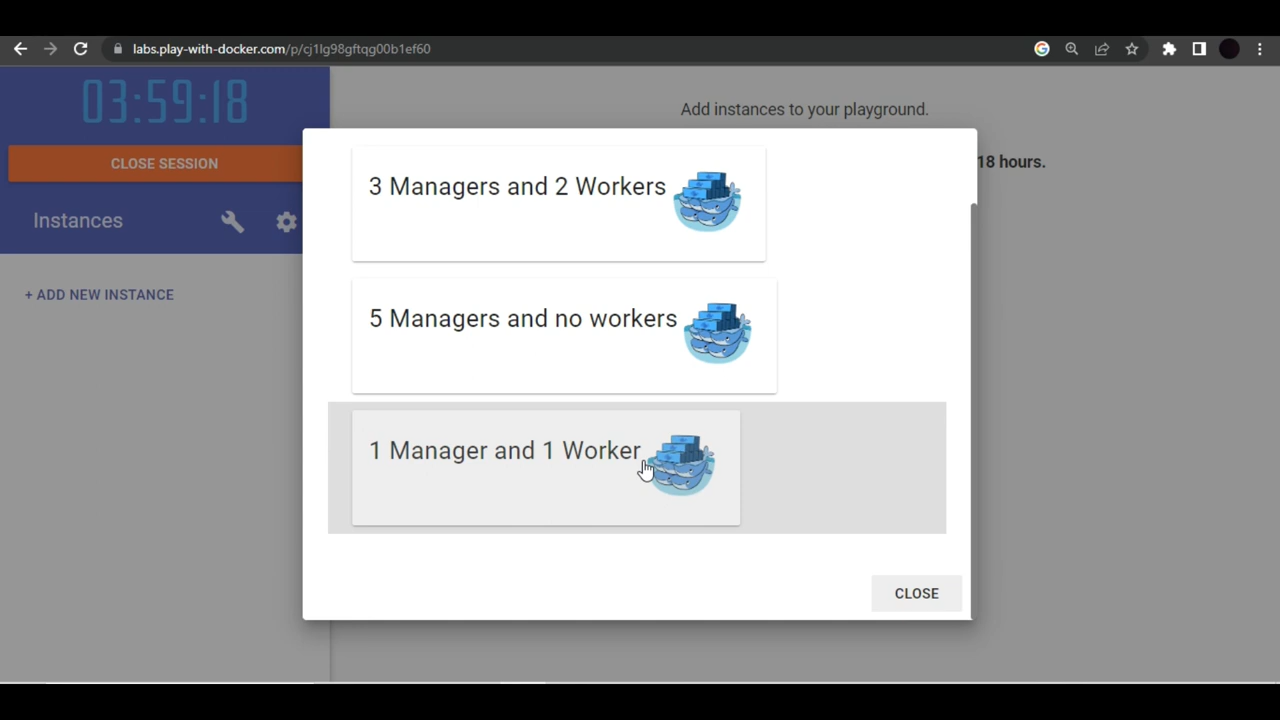 labs.play-with-docker.com/p/cj1lg98gftqg00b1ef60
03:59:18
CLOSE SESSION
Instances
+ ADD NEW INSTANCE
Add instances to your playground.
18 hours.
3 Managers and 2 Workers
5 Managers and no workers
1 Manager and 1 Worker
CLOSE